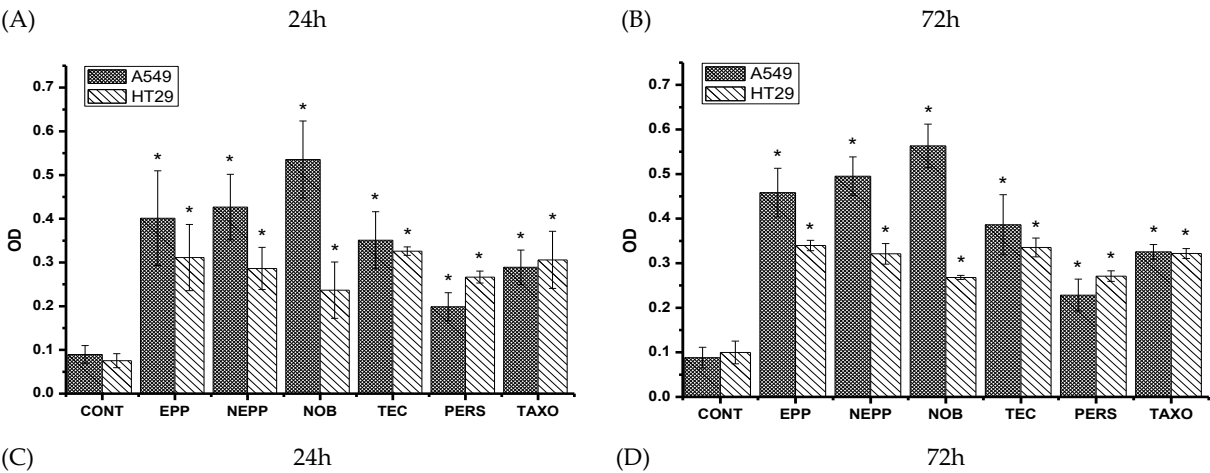 (A) 24h (B) 72h
A549
HT29
A549
HT29
0.7
0.6
0.5
0.4
0.3
0.2
0.1
0.0
OD
* * * * * * * * * * * *
CONT EPP NEPP NOB TEC PERS TAXO
0.7
0.6
0.5
0.4
0.3
0.2
0.1
0.0
OD
* * * * * * * * * * * *
CONT EPP NEPP NOB TEC PERS TAXO
(C) 24h (D) 72h